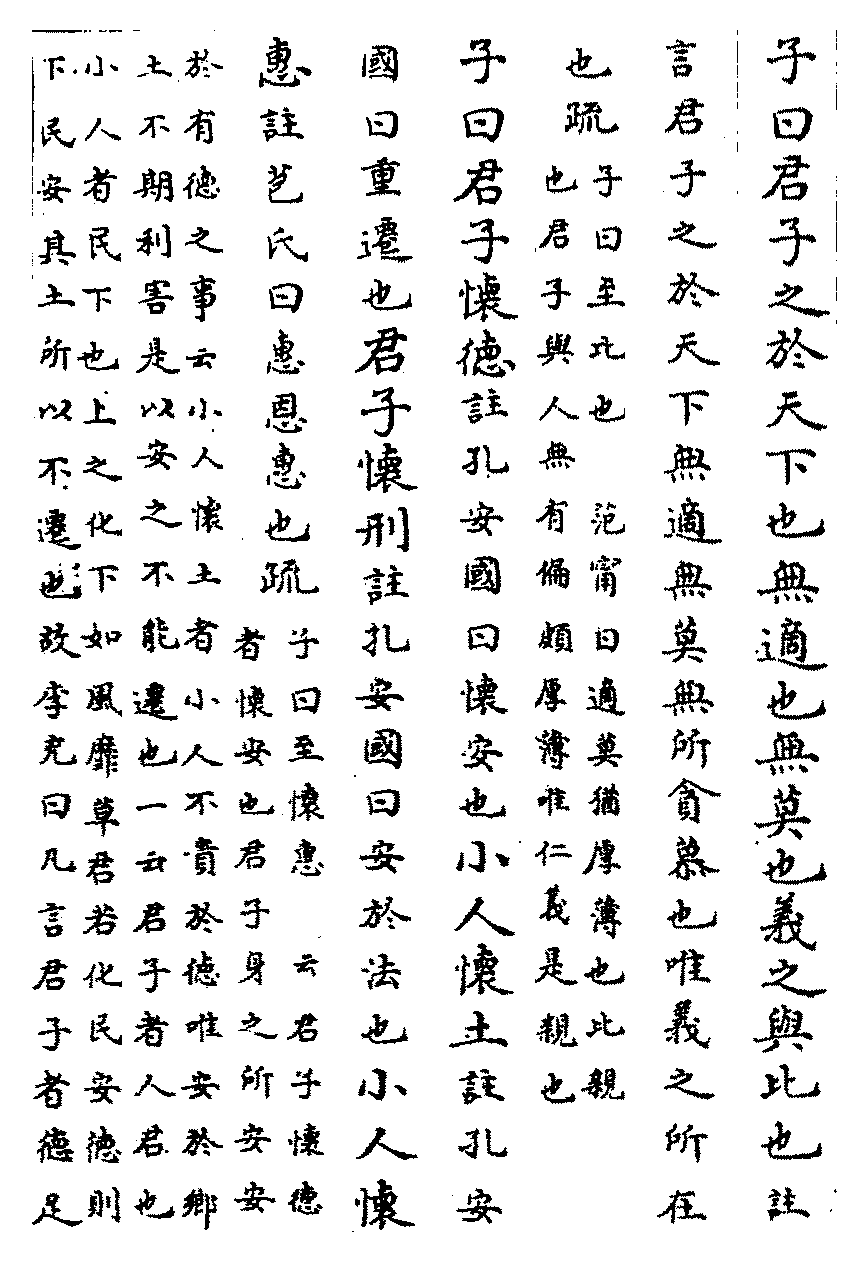 子曰君子之於天下也無適也無莫也義之與比也註
言君子之於天下無適無莫無所貪慕也唯義之所在
也疏
子曰至比也　范甯曰適莫猶厚薄也比親
也君子與人無有偏頗厚薄唯仁義是親也
子曰君子懷德註孔安國曰懷安也小人懷土註孔安
國曰重遷也君子懷刑註孔安國曰安於法也小人懷
惠註苞氏曰惠恩惠也疏
子曰至懷惠　云君子懷德
者懷安也君子身之所安安
於有德之事云小人懷土者小人不貴於德唯安於鄉
土不期利害是以安之不能遷也一云君子者人君也
小人者民下也上之化下如風靡草君若化民安德則
下民安其土所以不遷也故李充曰凡言君子者德足